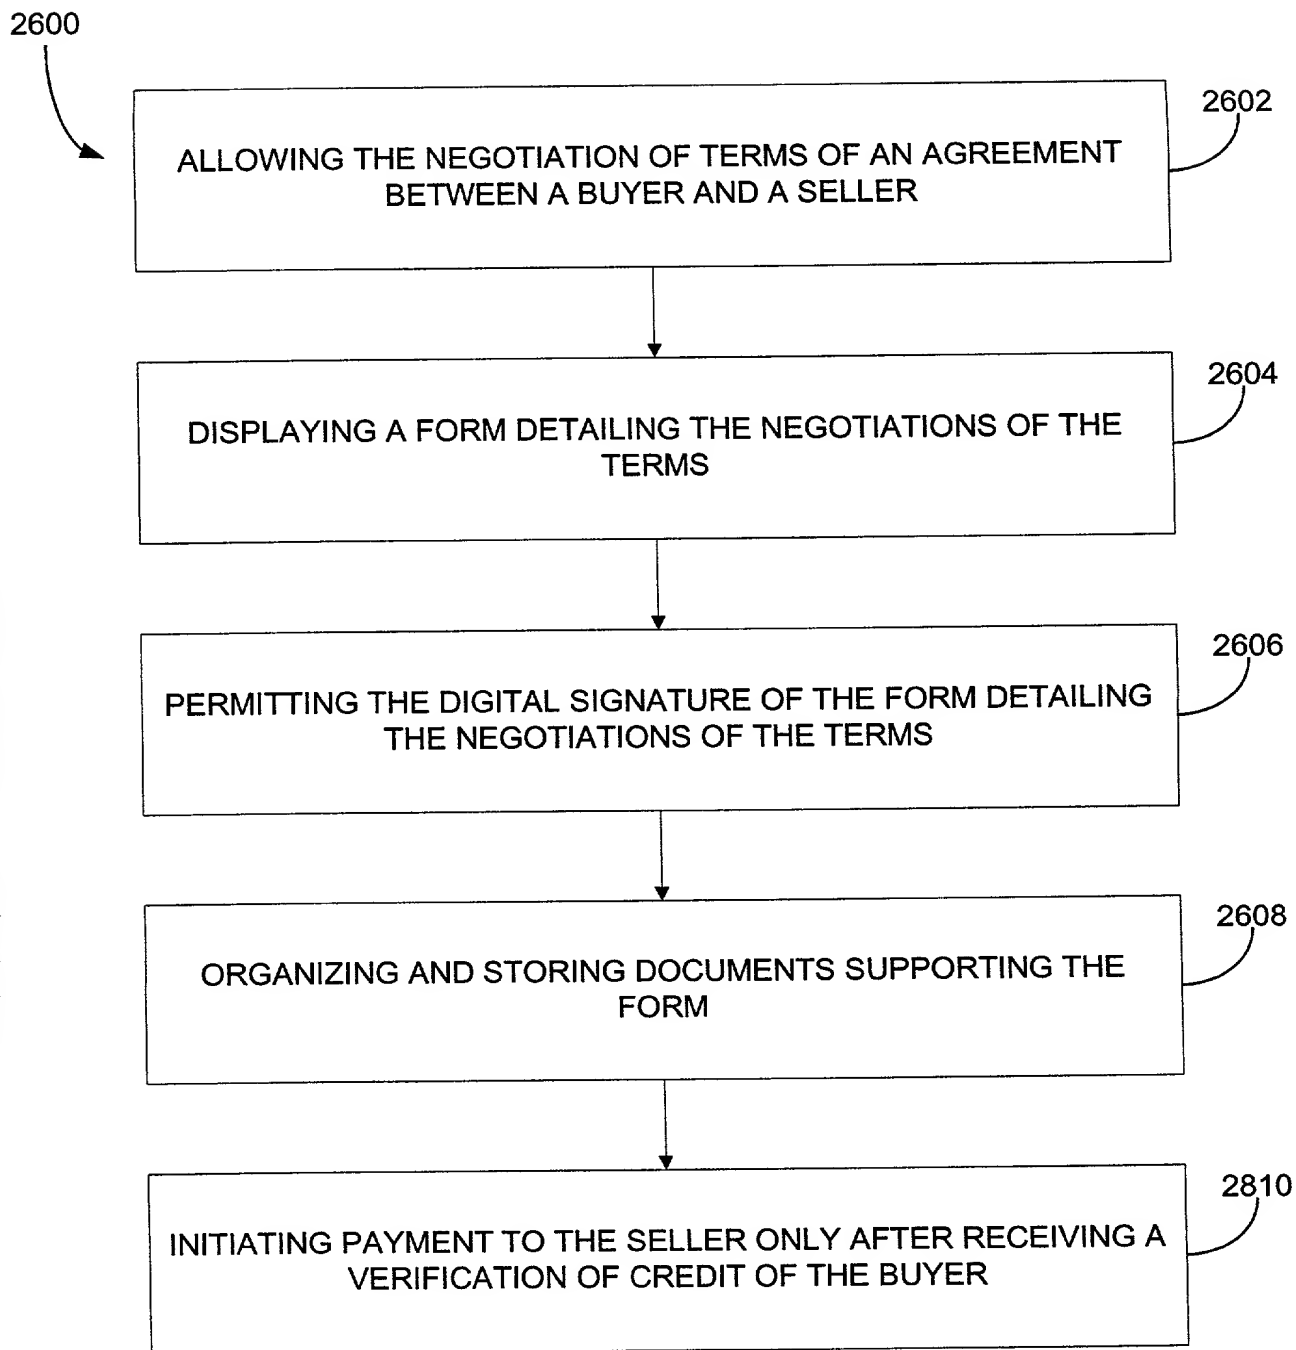 2600
2602
ALLOWING THE NEGOTIATION OF TERMS OF AN AGREEMENT
BETWEEN A BUYER AND A SELLER
2604
DISPLAYING A FORM DETAILING THE NEGOTIATIONS OF THE
TERMS
2606
PERMITTING THE DIGITAL SIGNATURE OF THE FORM DETAILING
THE NEGOTIATIONS OF THE TERMS
2608
ORGANIZING AND STORING DOCUMENTS SUPPORTING THE
FORM
2810
INITIATING PAYMENT TO THE SELLER ONLY AFTER RECEIVING A
VERIFICATION OF CREDIT OF THE BUYER